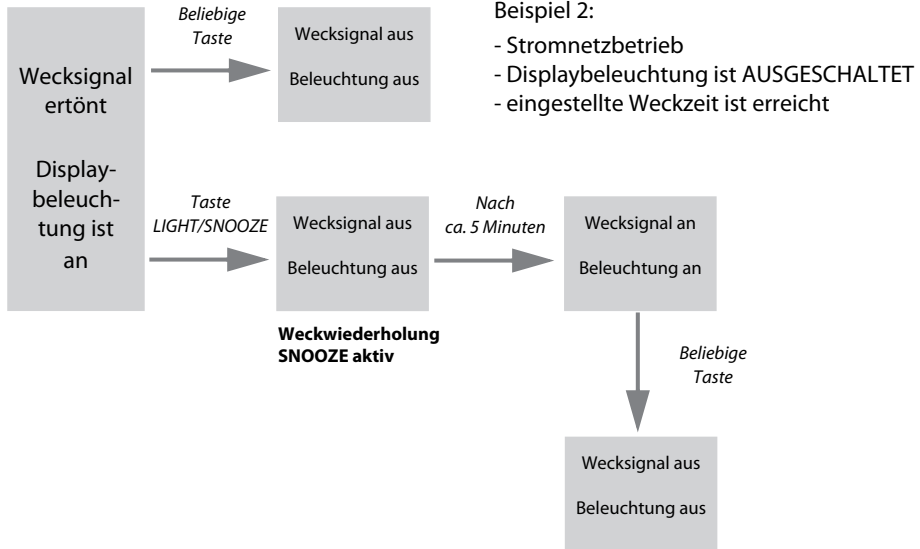 Beispiel 2:
- Stromnetzbetrieb
- Displaybeleuchtung ist AUSGESCHALTET
- eingestellte Weckzeit ist erreicht
Wecksignal
ertönt
Display-
beleuch-
tung ist
an
Beliebige
Taste
Wecksignal aus
Beleuchtung aus
Taste
LIGHT/SNOOZE
Wecksignal aus
Beleuchtung aus
Weckwiederholung
SNOOZE aktiv
Nach
ca. 5 Minuten
Wecksignal an
Beleuchtung an
Beliebige
Taste
Wecksignal aus
Beleuchtung aus